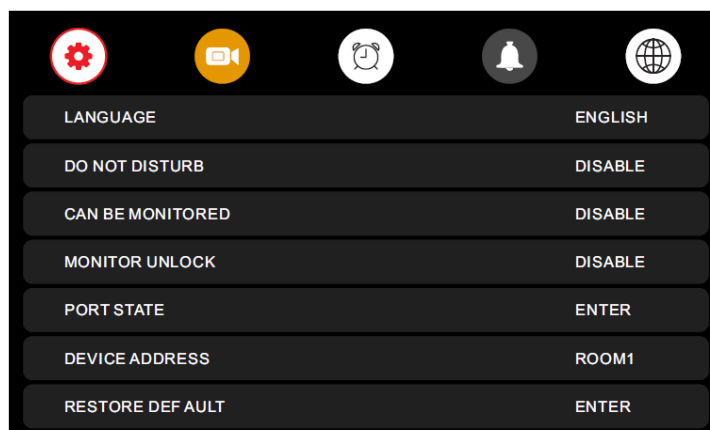 LANGUAGE ENGLISH
DO NOT DISTURB DISABLE
CAN BE MONITORED DISABLE
MONITOR UNLOCK DISABLE
PORT STATE ENTER
DEVICE ADDRESS ROOM1
RESTORE DEF AULT ENTER